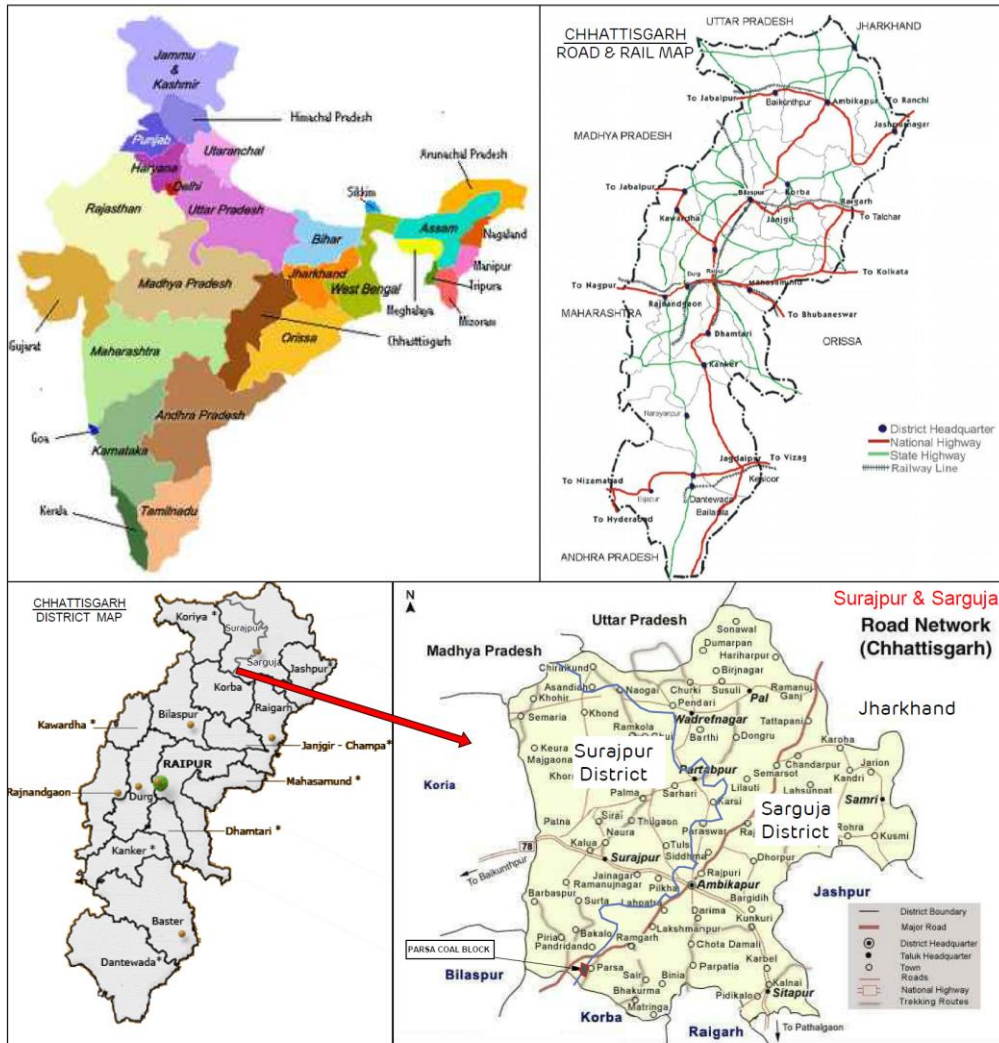 Jammu
&
Kashmir
Himachal Pradesh
Punjab
Utaranchal
Haryana
Delhi
Arunachal Pradesh
Sikkim
Rajasthan
Uttar Pradesh
Assam
Nagaland
Bihar
Manipur
Jharkhand
Tripura
Madhya Pradesh
West Bengal
Meghalaya
Mizoram
Gujarat
Orissa
Chhasttisgarh
Maharashtra
Andhra Pradesh
Goa
Karnataka
Kerala
Tamilnadu
CHHATTISGARH
ROAD & RAIL MAP
UTTAR PRADESH
JHARKHAND
To Jabalpur
Baikunthpur
Ambikapur
To Ranchi
Jashpurnagar
MADHYA PRADESH
To Jabalpur
Bilaspur
Korba
Raigarh
Kawardha
Janjgir
To Talchar
Durg
Raipur
To Kolkata
To Nagpur
Mahasamund
Rajnandgaon
MAHARASHTRA
To Bhubaneswar
Dhamtari
ORISSA
Kanker
Narayanpur
District Headquarter
National Highway
State Highway
Railway Line
Jagdalpur
To Vizag
To Nizamabad
Bijapur
Dantewada
Bailadila
To Hyderabad
ANDHRA PRADESH
CHHATTISGARH
DISTRICT MAP
Koriya *
Surajpur
Sarguja
Jashpur*
Korba
Raigarh
Kawardha *
Bilaspur
Janjgir - Champa*
RAIPUR
Mahasamund *
Rajnandgaon
Durg
Dhamtari *
Kanker *
Baster
Dantewada*
N
Surajpur & Sarguja
Road Network
(Chhattisgarh)
Uttar Pradesh
Madhya Pradesh
Sonawal
Dumarpan
Hariharpur
Chiraikund
Birjnagar
Asandih
Naogai
Churki
Susuli
Pal
Ramanuj
Ganj
Khohir
Pendari
Jharkhand
Semaria
Khond
Ramkola
Wadrefnagar
Tattapani
Barthi
Dongru
Keura
Majgaona
Surajpur
District
Karoha
Chandarpur
Jarion
Partabpur
Semarsot
Kandri
Koria
Lilauti
Lahsunpat
Palma
Sarhari
Karsi
Sarguja
District
Samri
Patna
Sirai
Thilgaon
Naura
Paraswar
Rohra
Kusmi
78
Kalua
Tuls
Surajpur
Siddhma
Dhorpur
To Baikunthpur
Jainagar
Rajpuri
Ramanujnagar
Pilkha
Ambikapur
Jashpur
Barbaspur
Surta
Lahpatra
Bargidih
Darima
Kunkuri
Bakalo
Lakshmanpur
Piria
Pandridand
Ramgarh
Chota Damali
PARSA COAL BLOCK
Karbel
Bilaspur
Parsa
Sair
Binia
Parpatia
Kalnai
Bhakurma
Pidikalo
Sitapur
Matringa
Korba
Raigarh
To Pathalgaon
District Boundary
Major Road
District Headquarter
Taluk Headquarter
Town
Roads
National Highway
Trekking Routes